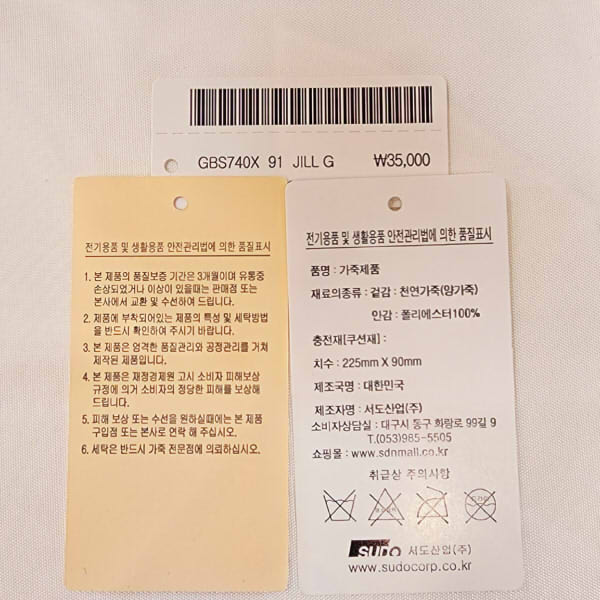 GBS740X 91 JILL G ₩35,000
전기용품 및 생활용품 안전관리법에 의한 품질표시
1. 본 제품의 품질보증 기간은 3개월이며 유통중
손상되었거나 이상이 있을때는 판매점 또는
본사에서 교환 및 수선하여 드립니다.
2. 제품에 부착되어있는 제품의 특성 및 세탁방법
을 반드시 확인하여 주시기 바랍니다.
3. 본 제품은 엄격한 품질관리와 공정관리를 거쳐
제작된 제품입니다.
4. 본 제품은 재정경제원 고시 소비자 피해보상
규정에 의거 소비자의 정당한 피해를 보상해
드립니다.
5. 피해 보상 또는 수선을 원하실때에는 본 제품
구입점 또는 본사로 연락 해 주십시오.
6. 세탁은 반드시 가죽 전문점에 의뢰하십시오.
전기용품 및 생활용품 안전관리법에 의한 품질표시
품명 : 가죽제품
재료의종류 : 겉감 : 천연가죽(양가죽)
안감 : 폴리에스터100%
충전재[쿠션재] :
치수 : 225mm X 90mm
제조국명 : 대한민국
제조자명 : 서도산업(주)
소비자상담실 : 대구시 동구 화랑로 99길 9
T.(053)985-5505
쇼핑몰 : www.sdnmall.co.kr
취급상 주의사항
SUDO 서도산업(주)
www.sudocorp.co.kr